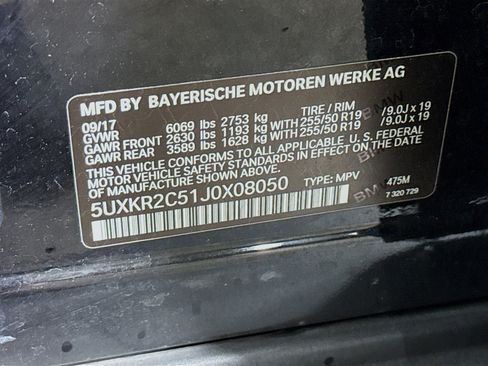 MFD BY BAYERISCHE MOTOREN WERKE AG
09/17 TIRE / RIM
GVWR 6069 lbs 2753 kg
GAWR FRONT 2630 lbs 1193 kg 255/50 R19 / 9.0J x 19
GAWR REAR 3589 lbs 1628 kg 255/50 R19 / 9.0J x 19
THIS VEHICLE CONFORMS TO ALL APPLICABLE U.S. FEDERAL
MOTOR VEHICLE SAFETY STANDARDS IN EFFECT ON THE
DATE OF MANUFACTURE SHOWN ABOVE.
5UXKR2C51J0X08050 TYPE: MPV 475M
7 320 729
BMW